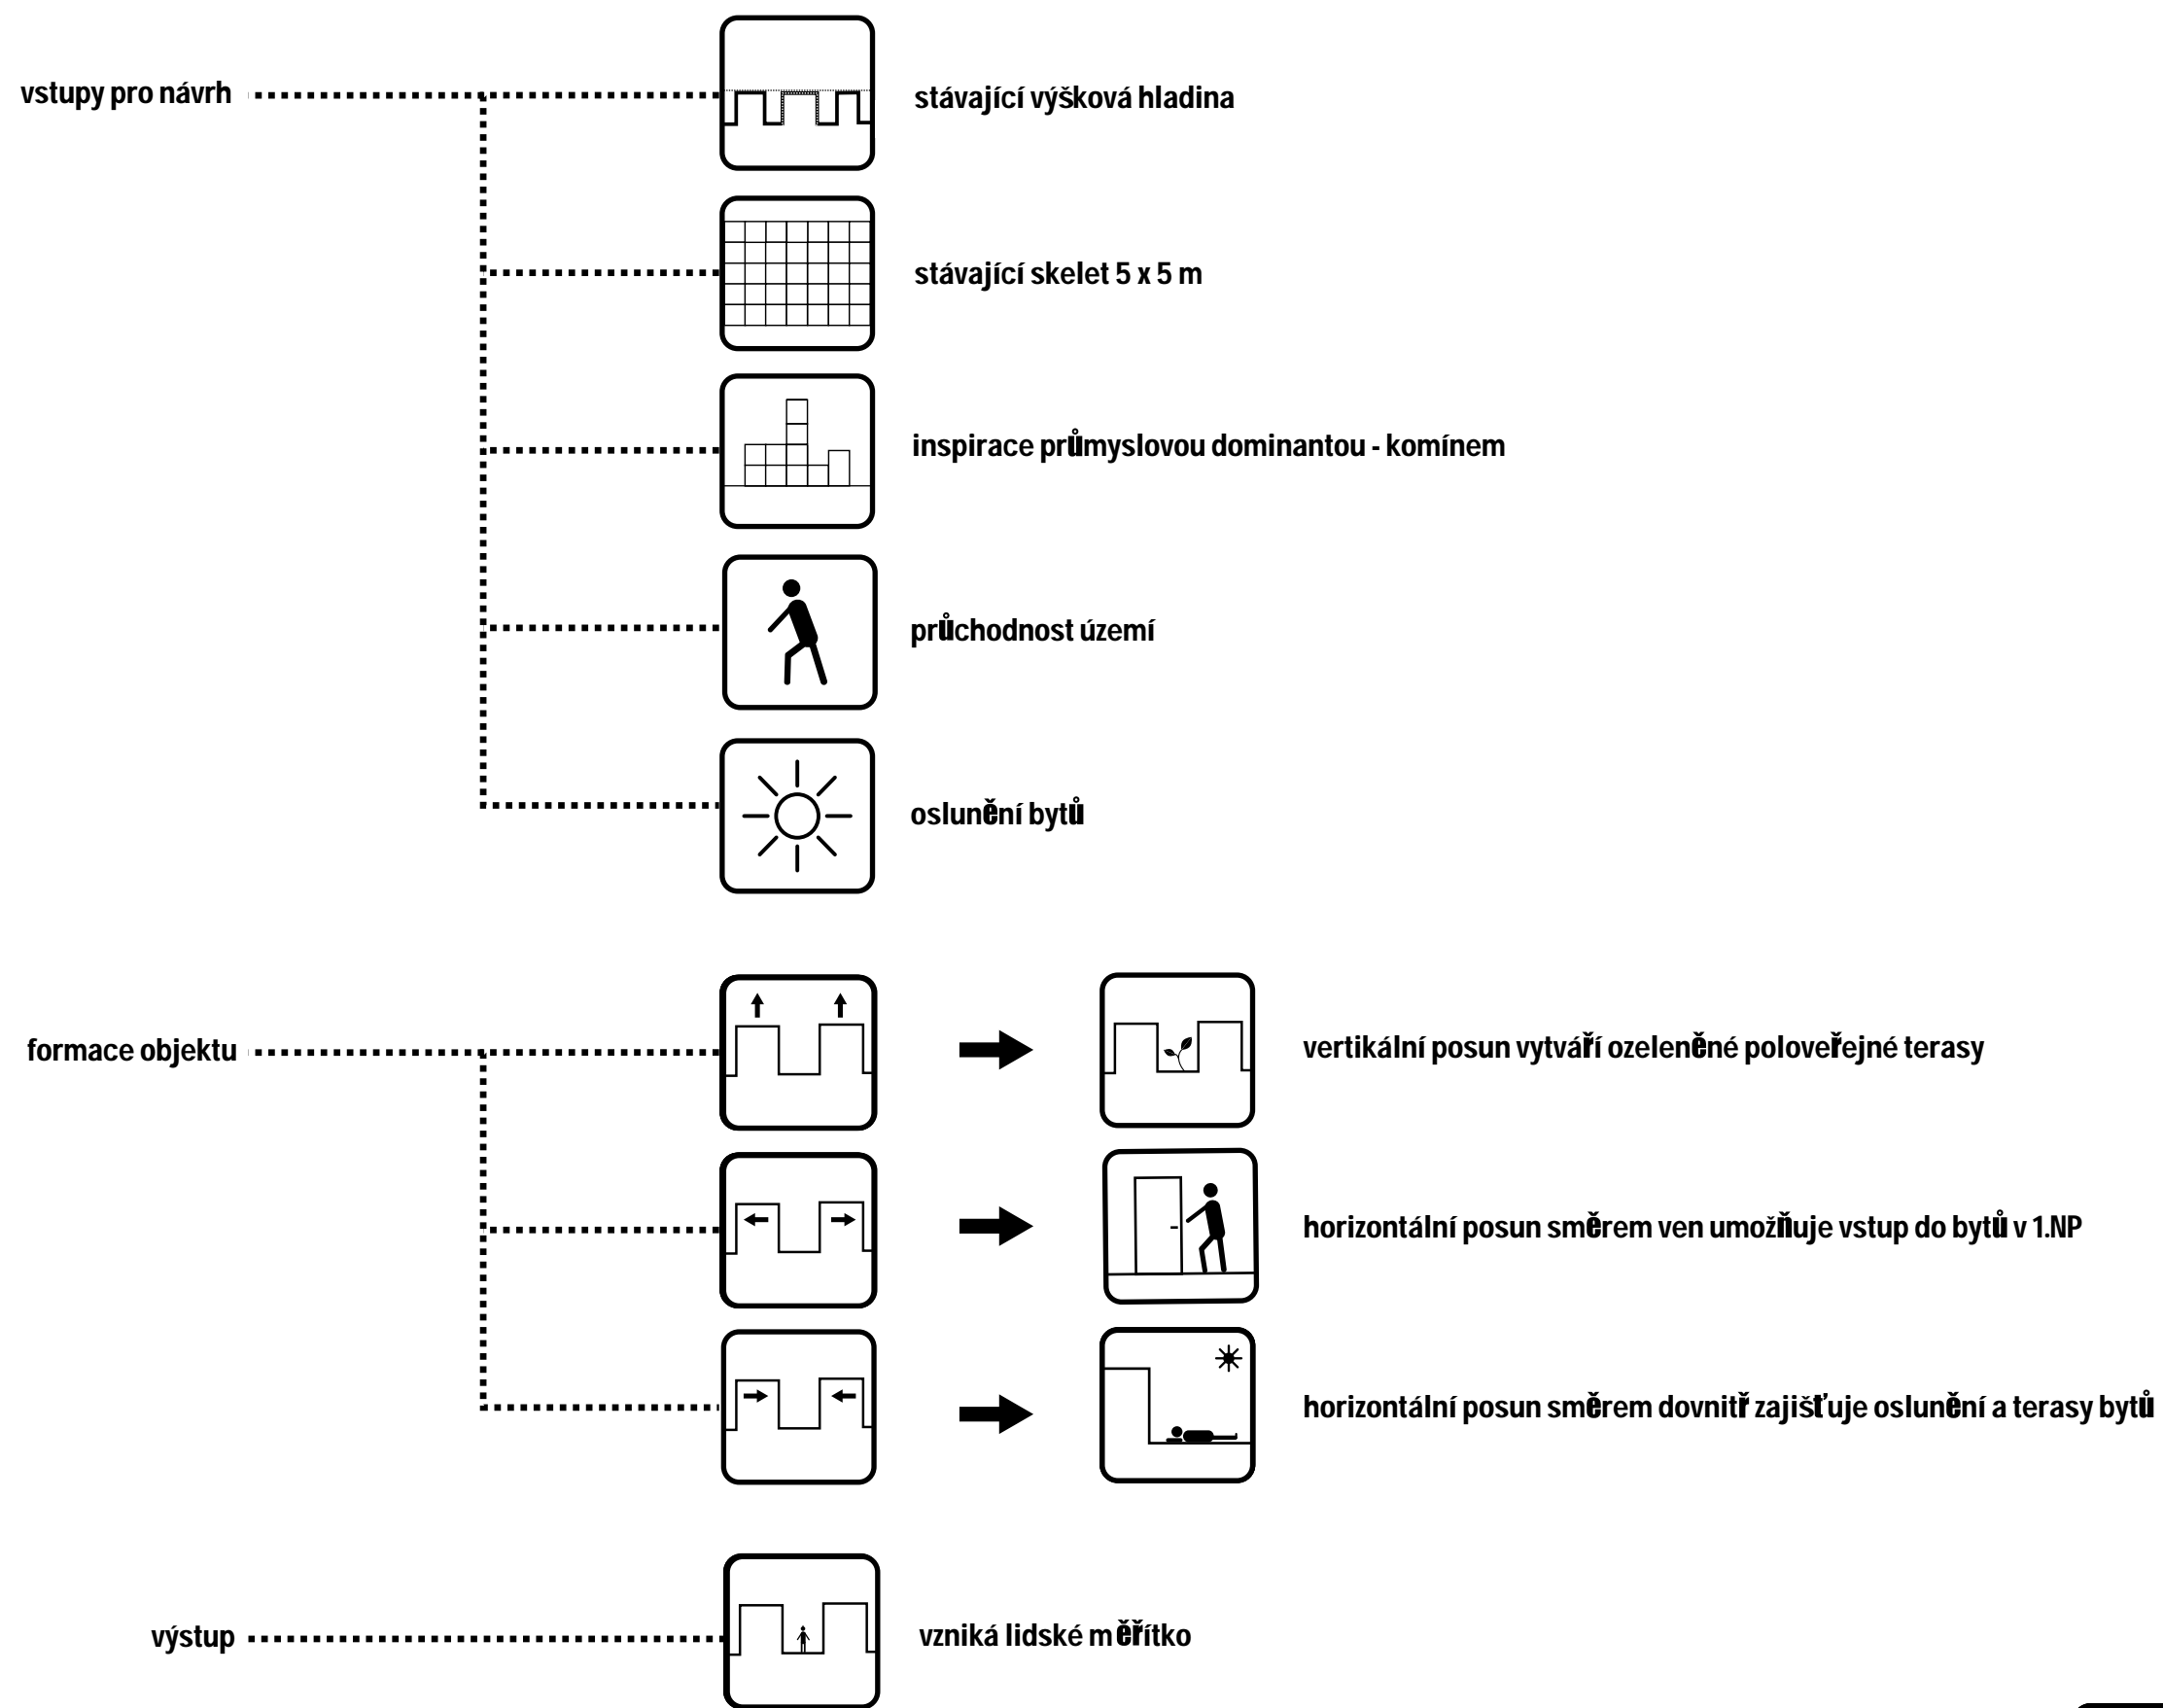 vstupy pro návrh
stávající výšková hladina
stávající skelet 5 x 5 m
inspirace průmyslovou dominantou - komínem
průchodnost území
oslunění bytů
formace objektu
vertikální posun vytváří ozeleněné poloveřejné terasy
horizontální posun směrem ven umožňuje vstup do bytů v 1.NP
horizontální posun směrem dovnitř zajišťuje oslunění a terasy bytů
výstup
vzniká lidské měřítko